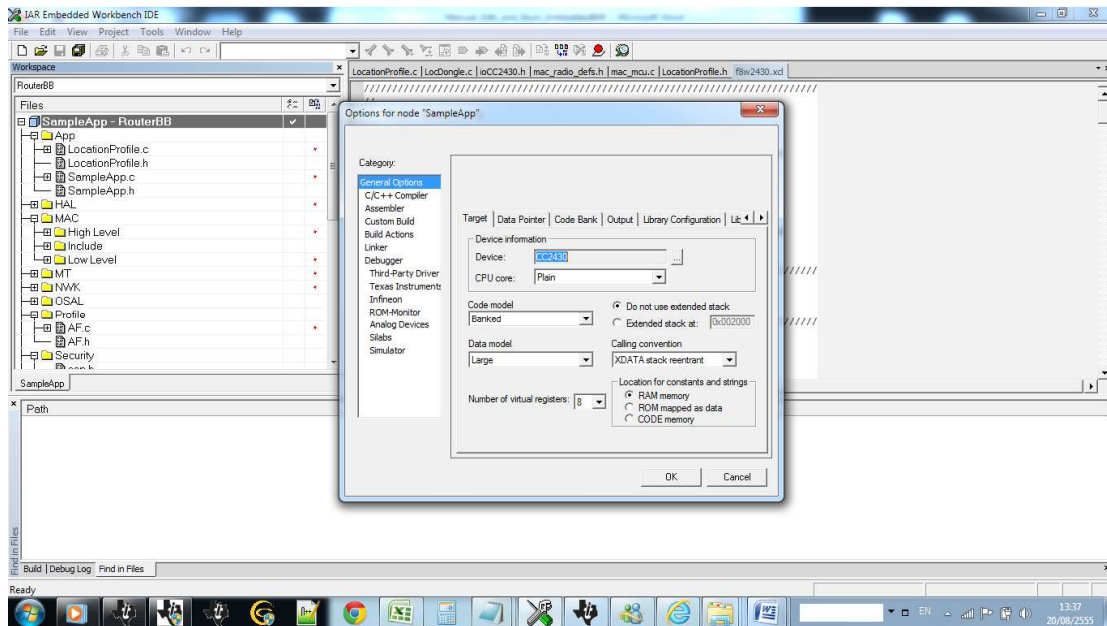 IAR Embedded Workbench IDE
File Edit View Project Tools Window Help
Workspace
RouterBB
Files
SampleApp - RouterBB
App
LocationProfile.c
LocationProfile.h
SampleApp.c
SampleApp.h
HAL
MAC
High Level
Include
Low Level
MT
NWK
OSAL
Profile
AF.c
AF.h
Security
SampleApp
LocationProfile.c | LocDongle.c | ioCC2430.h | mac_radio_defs.h | mac_mcu.c | LocationProfile.h f8w2430.xcl
Options for node "SampleApp"
Category:
General Options
C/C++ Compiler
Assembler
Custom Build
Build Actions
Linker
Debugger
Third-Party Driver
Texas Instruments
Infineon
ROM-Monitor
Analog Devices
Silabs
Simulator
Target Data Pointer Code Bank Output Library Configuration
Device information
Device: CC2430 ...
CPU core: Plain
Code model
Banked
Do not use extended stack
Extended stack at: 0x002000
Data model
Large
Calling convention
XDATA stack reentrant
Number of virtual registers: 8
Location for constants and strings
RAM memory
ROM mapped as data
CODE memory
OK Cancel
Path
Find in Files
Build Debug Log Find in Files
Ready
EN
13:37
20/08/2555